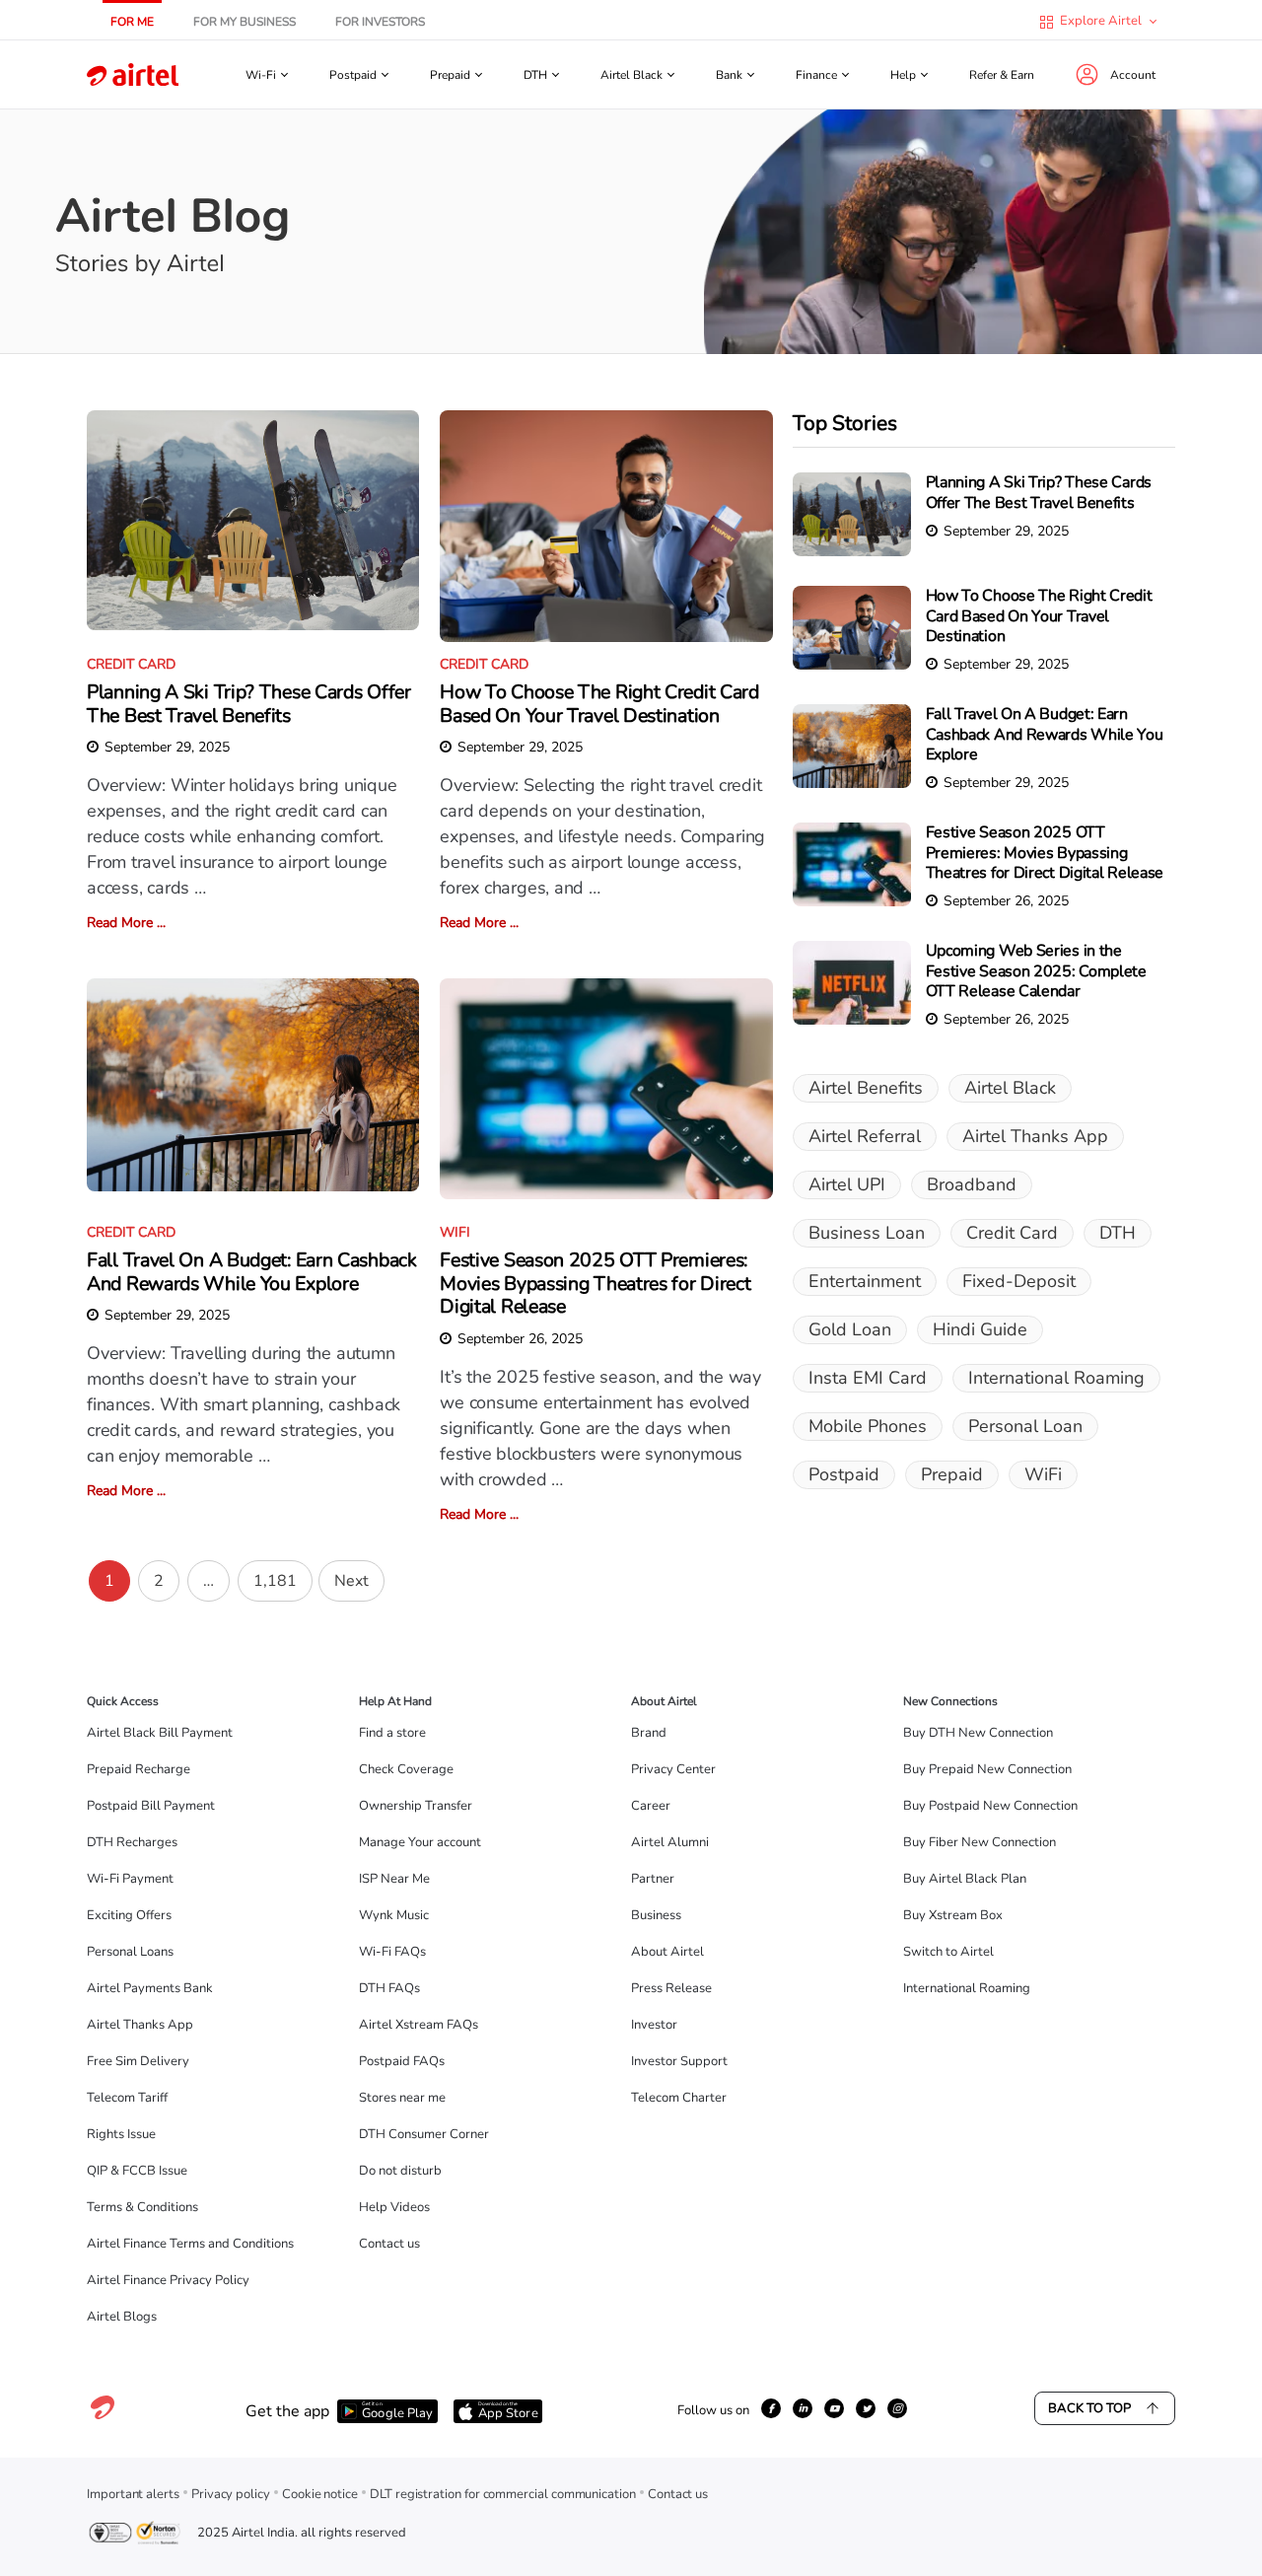 FOR ME
FOR MY BUSINESS
FOR INVESTORS
Explore Airtel
airtel
Wi-Fi
Postpaid
Prepaid
DTH
Airtel Black
Bank
Finance
Help
Refer & Earn
Account
Airtel Blog
Stories by Airtel
CREDIT CARD
Planning A Ski Trip? These Cards Offer
The Best Travel Benefits
September 29, 2025
Overview: Winter holidays bring unique
expenses, and the right credit card can
reduce costs while enhancing comfort.
From travel insurance to airport lounge
access, cards ...
Read More ...
PASSPORT
CREDIT CARD
How To Choose The Right Credit Card
Based On Your Travel Destination
September 29, 2025
Overview: Selecting the right travel credit
card depends on your destination,
expenses, and lifestyle needs. Comparing
benefits such as airport lounge access,
forex charges, and ...
Read More ...
CREDIT CARD
Fall Travel On A Budget: Earn Cashback
And Rewards While You Explore
September 29, 2025
Overview: Travelling during the autumn
months doesn’t have to strain your
finances. With smart planning, cashback
credit cards, and reward strategies, you
can enjoy memorable ...
Read More ...
WIFI
Festive Season 2025 OTT Premieres:
Movies Bypassing Theatres for Direct
Digital Release
September 26, 2025
It’s the 2025 festive season, and the way
we consume entertainment has evolved
significantly. Gone are the days when
festive blockbusters were synonymous
with crowded ...
Read More ...
1
2
...
1,181
Next
Top Stories
Planning A Ski Trip? These Cards
Offer The Best Travel Benefits
September 29, 2025
How To Choose The Right Credit
Card Based On Your Travel
Destination
September 29, 2025
Fall Travel On A Budget: Earn
Cashback And Rewards While You
Explore
September 29, 2025
Festive Season 2025 OTT
Premieres: Movies Bypassing
Theatres for Direct Digital Release
September 26, 2025
NETFLIX
Upcoming Web Series in the
Festive Season 2025: Complete
OTT Release Calendar
September 26, 2025
Airtel Benefits
Airtel Black
Airtel Referral
Airtel Thanks App
Airtel UPI
Broadband
Business Loan
Credit Card
DTH
Entertainment
Fixed-Deposit
Gold Loan
Hindi Guide
Insta EMI Card
International Roaming
Mobile Phones
Personal Loan
Postpaid
Prepaid
WiFi
Quick Access
Airtel Black Bill Payment
Prepaid Recharge
Postpaid Bill Payment
DTH Recharges
Wi-Fi Payment
Exciting Offers
Personal Loans
Airtel Payments Bank
Airtel Thanks App
Free Sim Delivery
Telecom Tariff
Rights Issue
QIP & FCCB Issue
Terms & Conditions
Airtel Finance Terms and Conditions
Airtel Finance Privacy Policy
Airtel Blogs
Help At Hand
Find a store
Check Coverage
Ownership Transfer
Manage Your account
ISP Near Me
Wynk Music
Wi-Fi FAQs
DTH FAQs
Airtel Xstream FAQs
Postpaid FAQs
Stores near me
DTH Consumer Corner
Do not disturb
Help Videos
Contact us
About Airtel
Brand
Privacy Center
Career
Airtel Alumni
Partner
Business
About Airtel
Press Release
Investor
Investor Support
Telecom Charter
New Connections
Buy DTH New Connection
Buy Prepaid New Connection
Buy Postpaid New Connection
Buy Fiber New Connection
Buy Airtel Black Plan
Buy Xstream Box
Switch to Airtel
International Roaming
Get the app
Get it on
Google Play
Download on the
App Store
Follow us on
BACK TO TOP
Important alerts * Privacy policy * Cookie notice * DLT registration for commercial communication * Contact us
Norton
SECURED
2025 Airtel India. all rights reserved